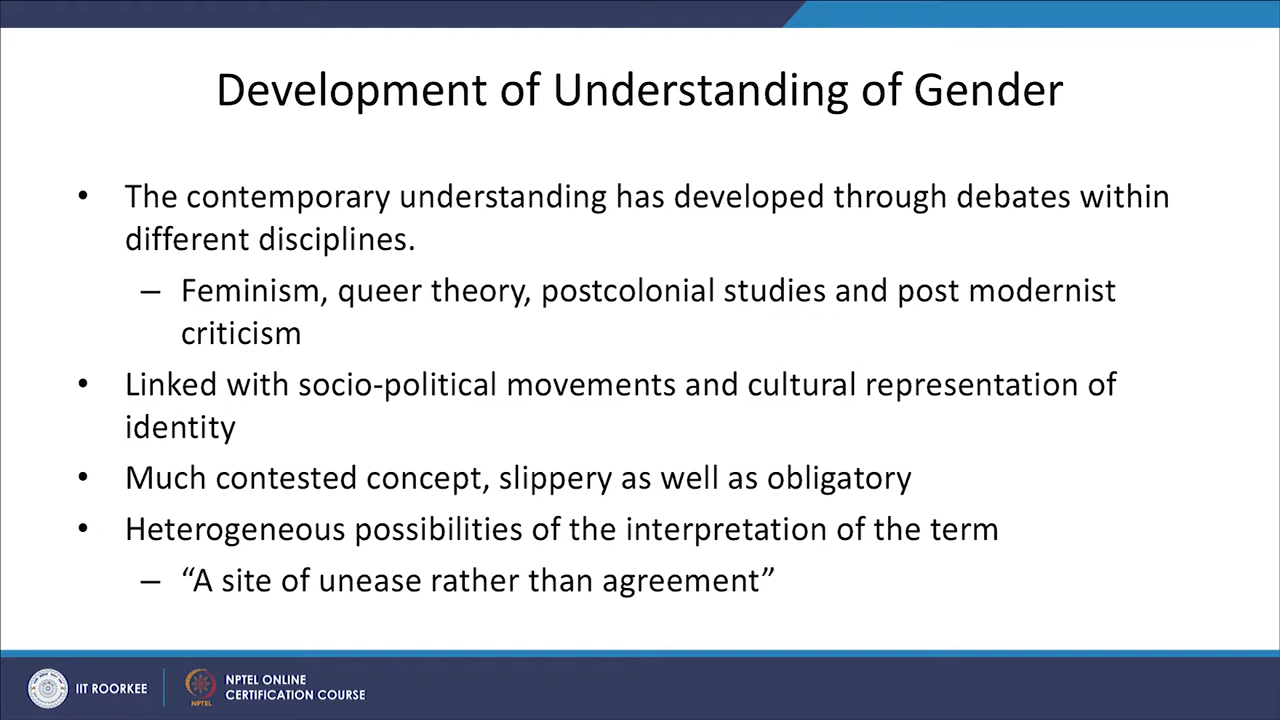 Development of Understanding of Gender
• The contemporary understanding has developed through debates within
different disciplines.
– Feminism, queer theory, postcolonial studies and post modernist
criticism
• Linked with socio-political movements and cultural representation of
identity
• Much contested concept, slippery as well as obligatory
• Heterogeneous possibilities of the interpretation of the term
– “A site of unease rather than agreement”
IIT ROORKEE
NPTEL
NPTEL ONLINE
CERTIFICATION COURSE